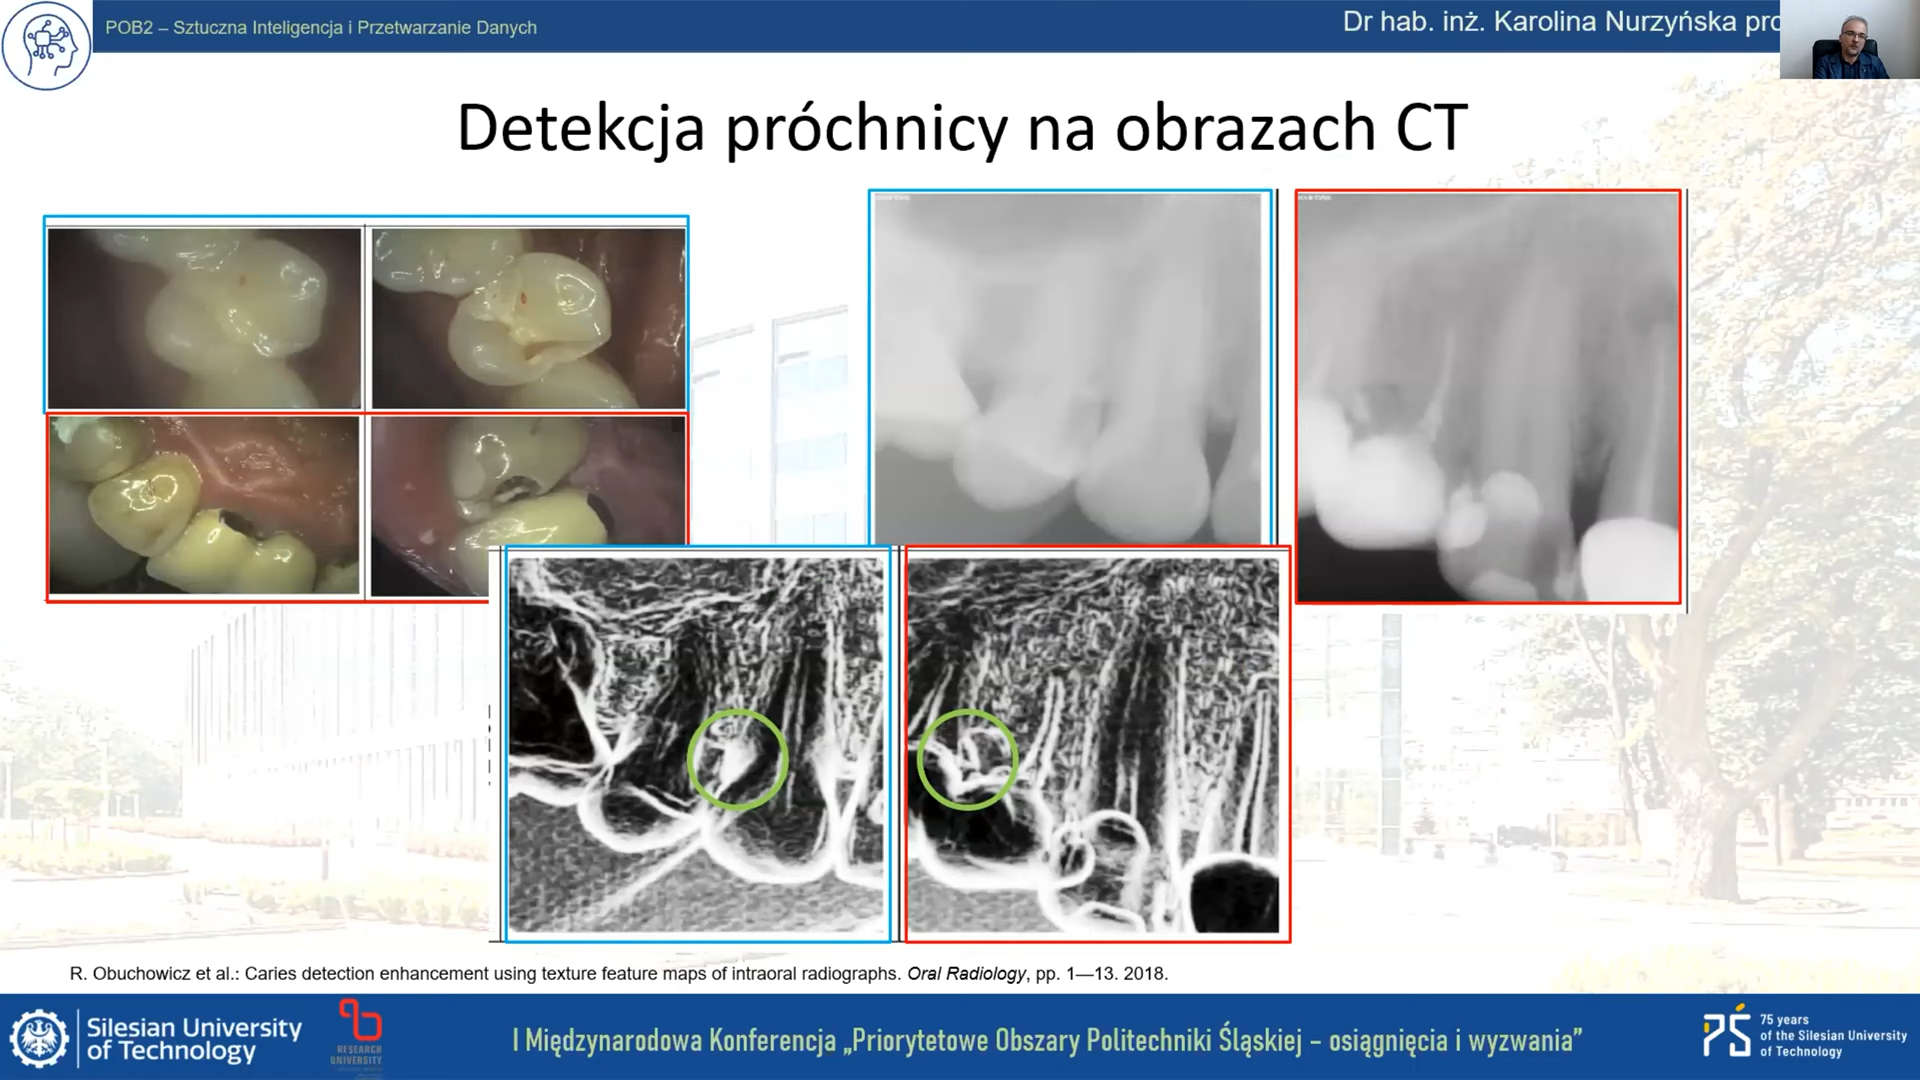 POB2 – Sztuczna Inteligencja i Przetwarzanie Danych
Dr hab. inż. Karolina Nurzyńska pro
Detekcja próchnicy na obrazach CT
R. Obuchowicz et al.: Caries detection enhancement using texture feature maps of intraoral radiographs. Oral Radiology, pp. 1—13. 2018.
Silesian University
of Technology
RESEARCH
UNIVERSITY
I Międzynarodowa Konferencja „Priorytetowe Obszary Politechniki Śląskiej – osiągnięcia i wyzwania”
75 years
of the Silesian University
of Technology